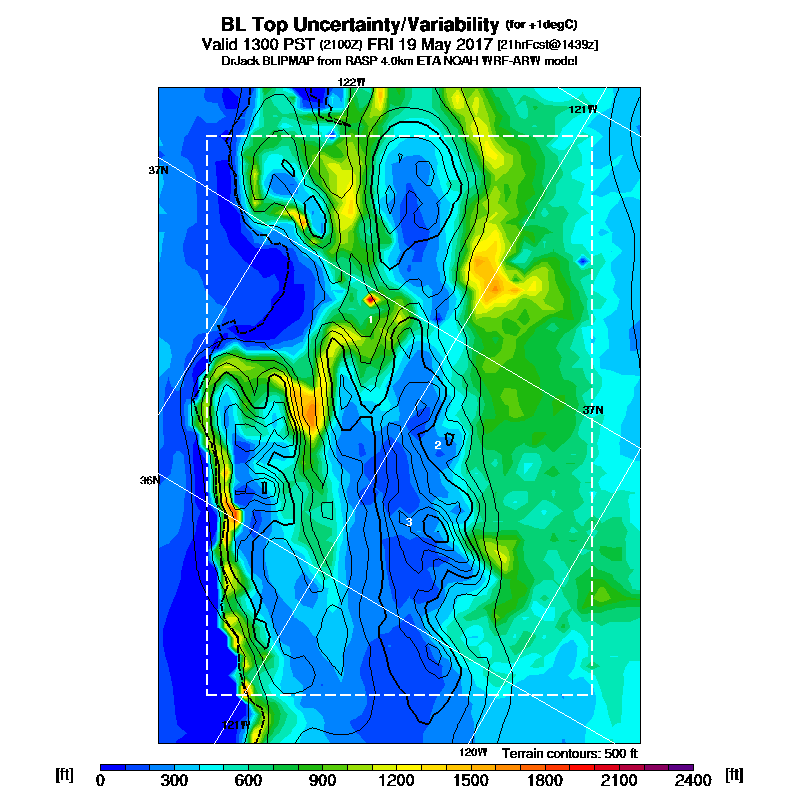 BL Top Uncertainty/Variability (for +1degC)
Valid 1300 PST (2100Z) FRI 19 May 2017 [21hrFcst@1439z]
DrJack BLIPMAP from RASP 4.0km ETA NOAH WRF-ARW model
122W
121W
37N
1
37N
2
36N
3
121W
120W Terrain contours: 500 ft
[ft] 0 300 600 900 1200 1500 1800 2100 2400 [ft]